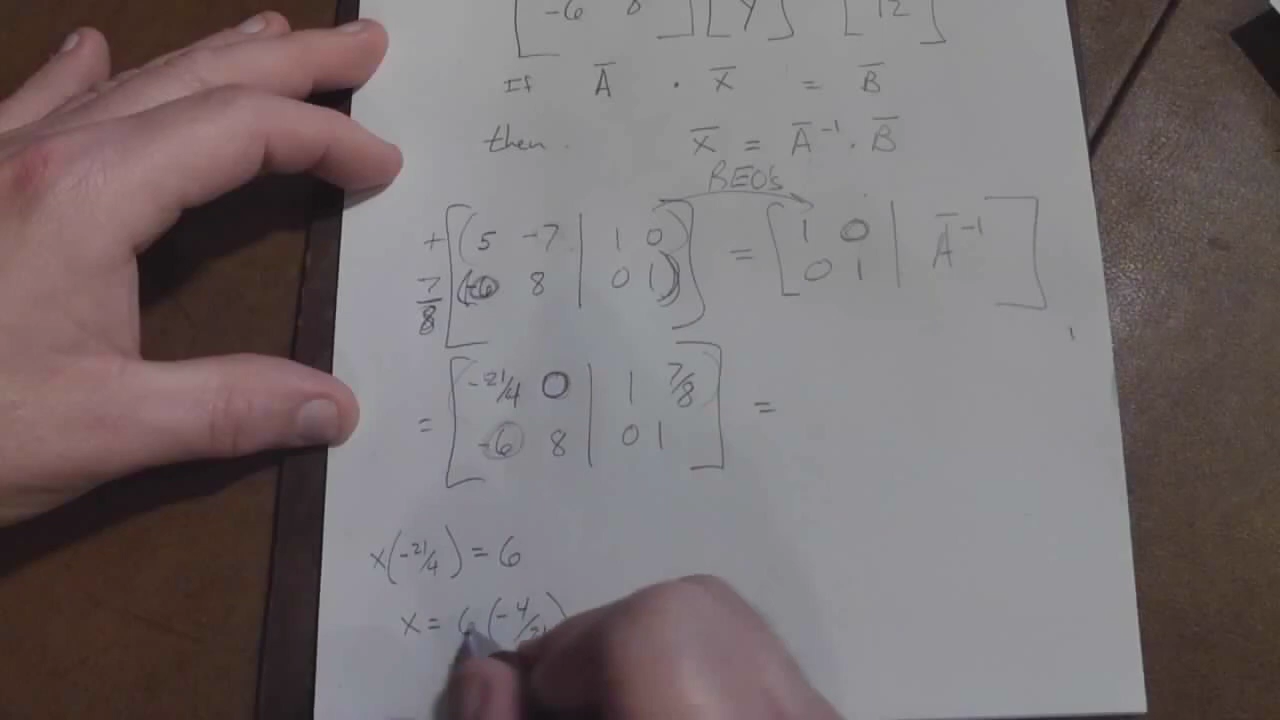 -6 8 y 12
If A̅ · X̅ = B̅
then X̅ = A̅⁻¹ · B̅
BEO's
+ [ ( 5 -7 | 1 0 ) ] = [ 1 0 | A̅⁻¹ ]
7/8 [ ( -6 8 | 0 1 ) ] [ 0 1 | ]
= [ -21/4 0 | 1 7/8 ] =
[ -6 8 | 0 1 ]
x(-21/4) = 6
x = 6(-4/21)